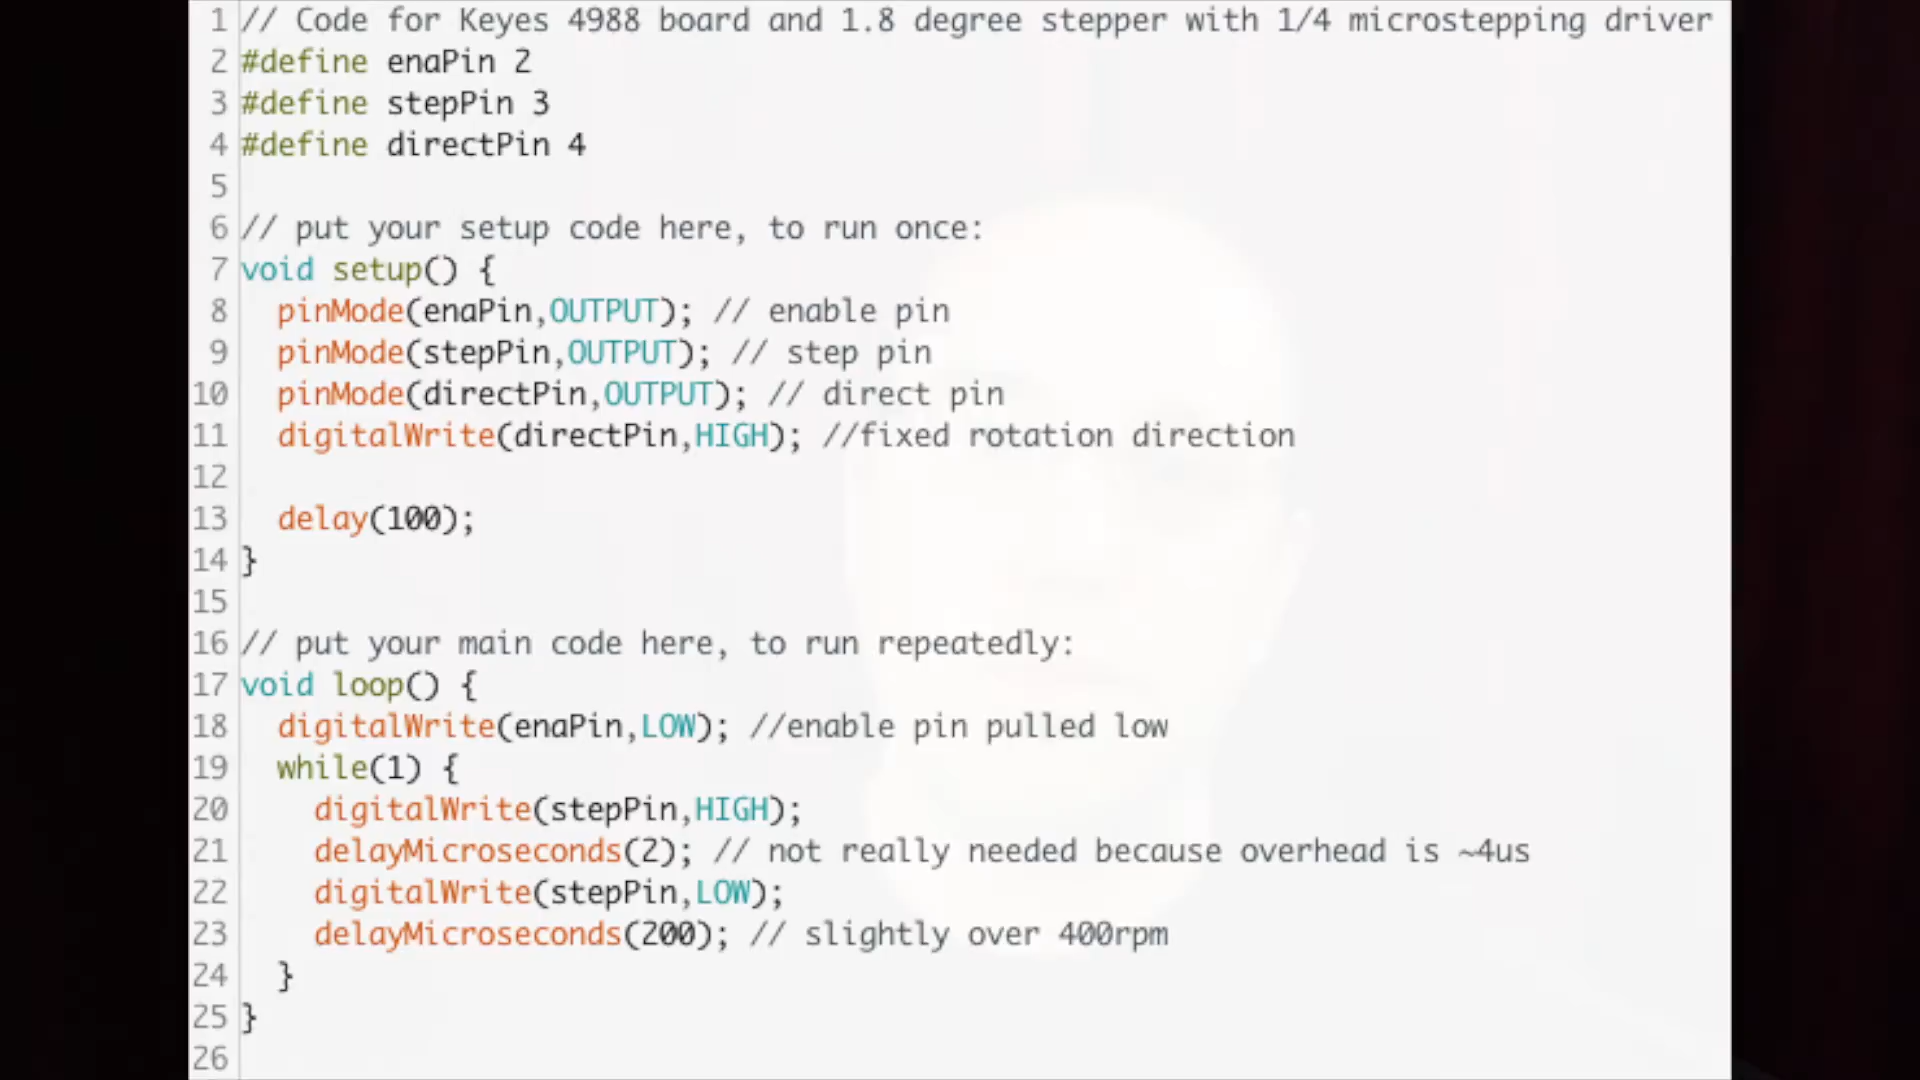 1 // Code for Keyes 4988 board and 1.8 degree stepper with 1/4 microstepping driver
2 #define enaPin 2
3 #define stepPin 3
4 #define directPin 4
5
6 // put your setup code here, to run once:
7 void setup() {
8   pinMode(enaPin,OUTPUT); // enable pin
9   pinMode(stepPin,OUTPUT); // step pin
10   pinMode(directPin,OUTPUT); // direct pin
11   digitalWrite(directPin,HIGH); //fixed rotation direction
12
13   delay(100);
14 }
15
16 // put your main code here, to run repeatedly:
17 void loop() {
18   digitalWrite(enaPin,LOW); //enable pin pulled low
19   while(1) {
20     digitalWrite(stepPin,HIGH);
21     delayMicroseconds(2); // not really needed because overhead is ~4us
22     digitalWrite(stepPin,LOW);
23     delayMicroseconds(200); // slightly over 400rpm
24   }
25 }
26